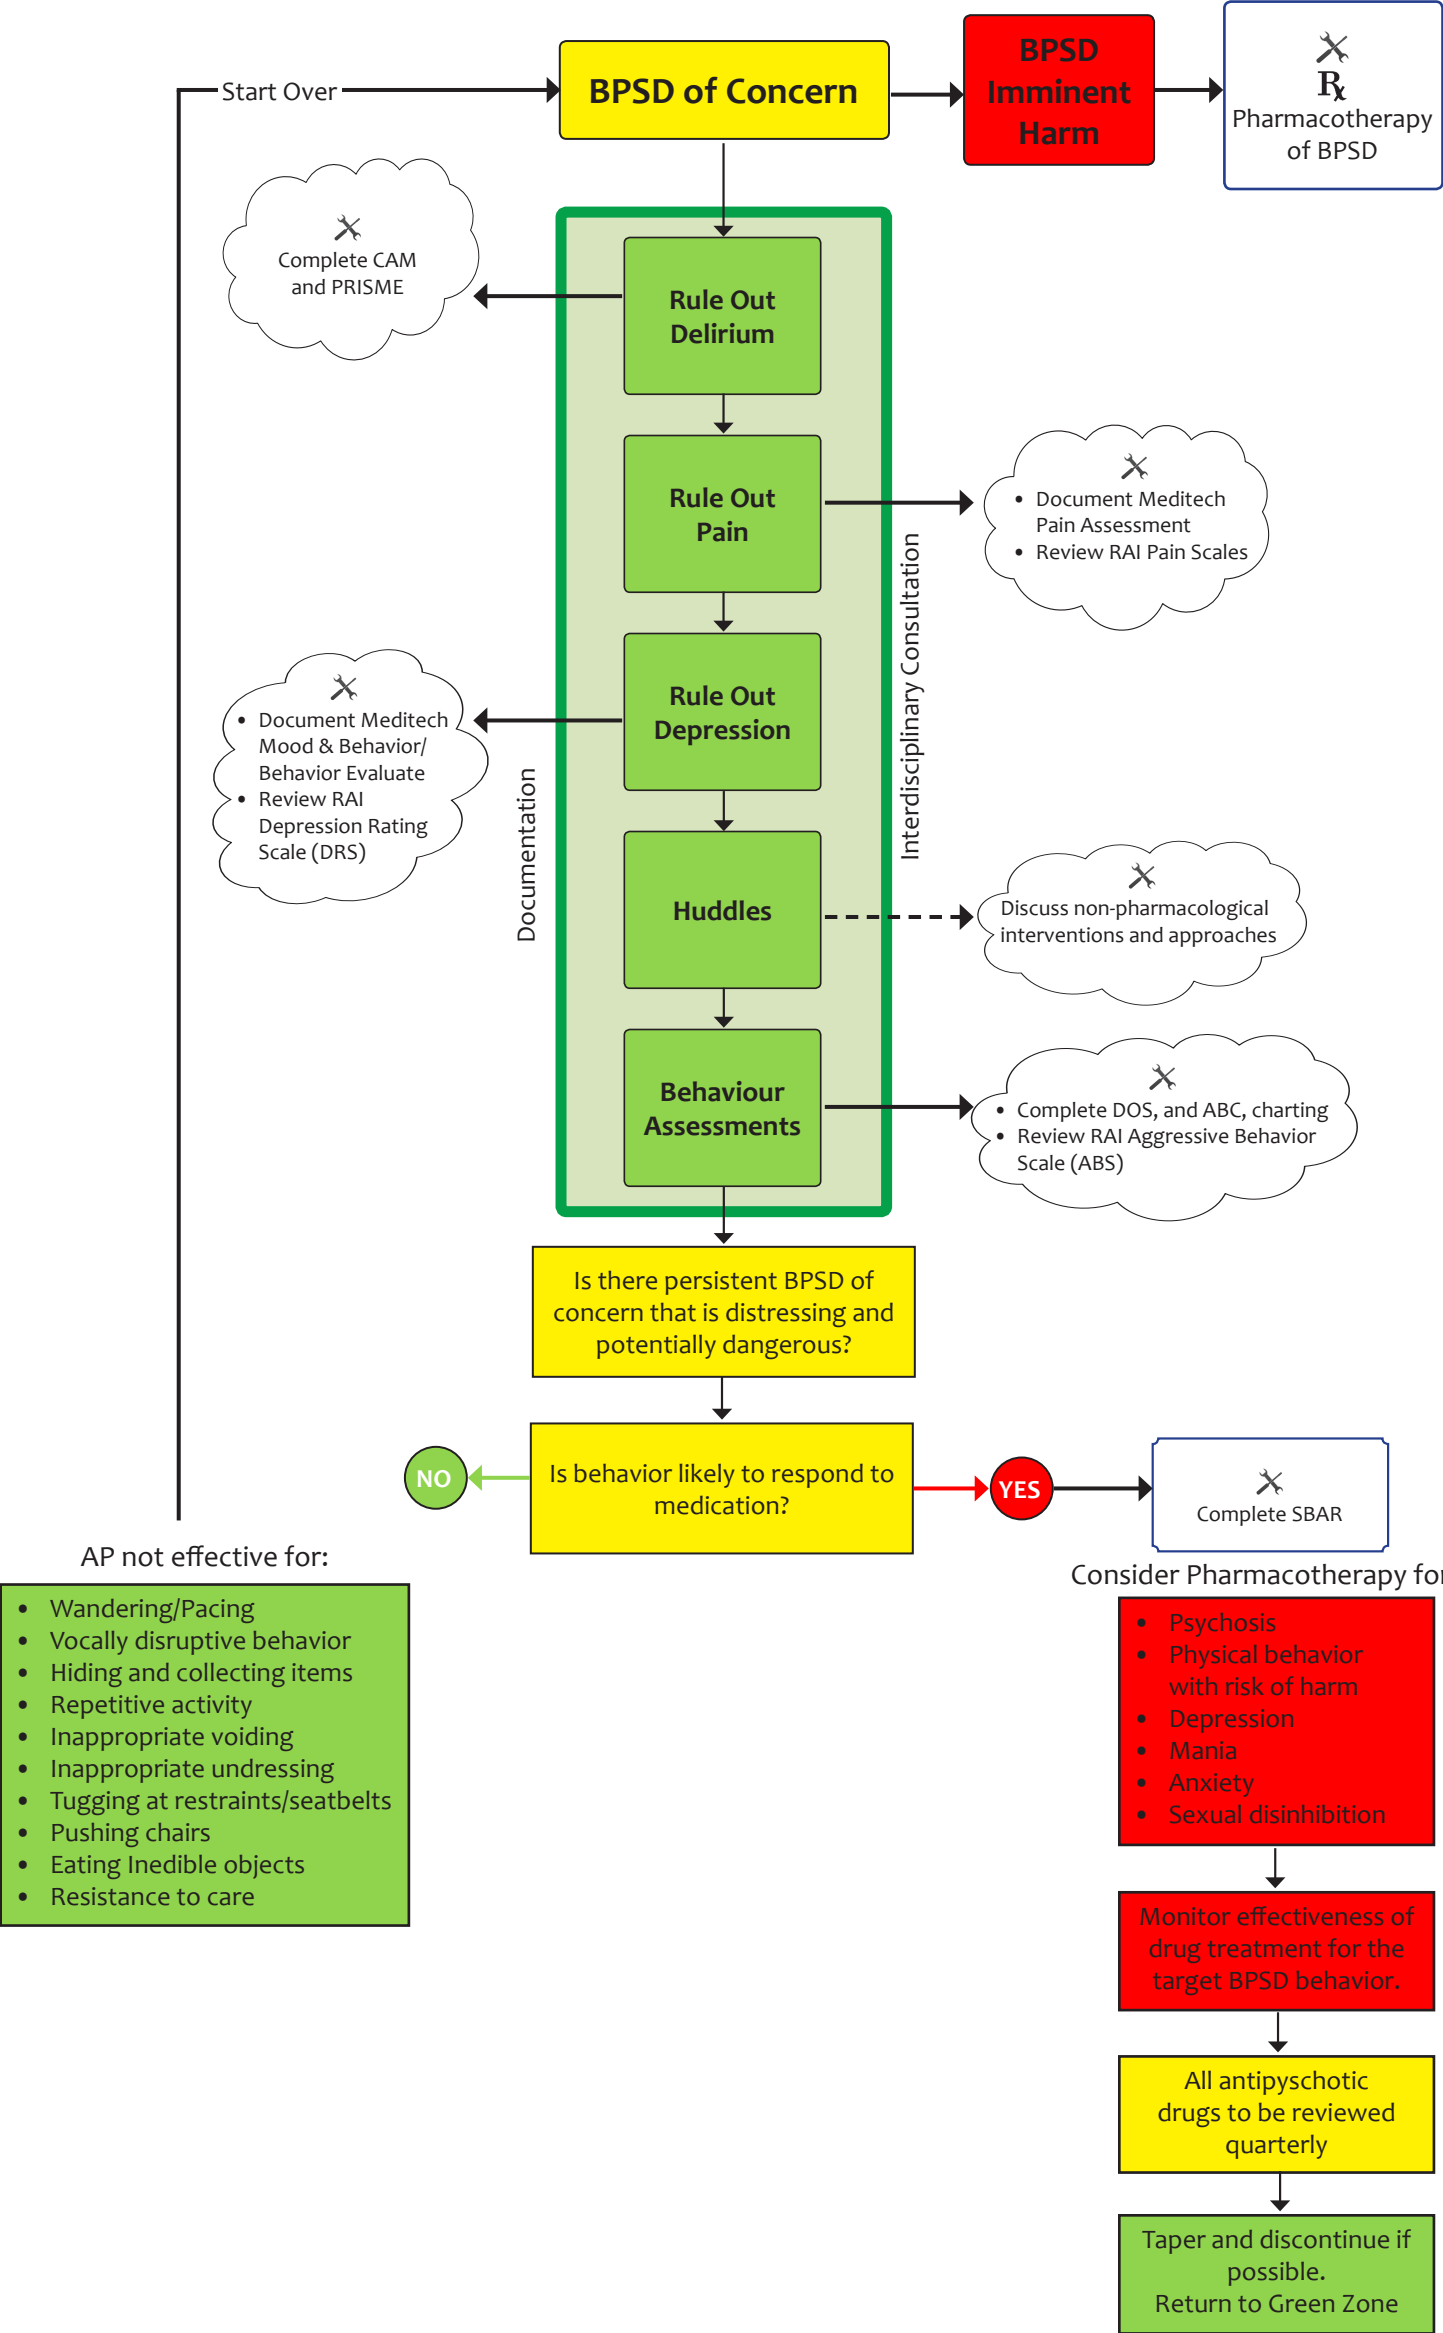 Start Over
BPSD of Concern
BPSD
Imminent
Harm
Rx
Pharmacotherapy
of BPSD
Complete CAM
and PRISME
Rule Out
Delirium
Rule Out
Pain
• Document Meditech
Pain Assessment
• Review RAI Pain Scales
Interdisciplinary Consultation
Rule Out
Depression
• Document Meditech
Mood & Behavior/
Behavior Evaluate
• Review RAI
Depression Rating
Scale (DRS)
Documentation
Huddles
Discuss non-pharmacological
interventions and approaches
Behaviour
Assessments
• Complete DOS, and ABC, charting
• Review RAI Aggressive Behavior
Scale (ABS)
Is there persistent BPSD of
concern that is distressing and
potentially dangerous?
NO
Is behavior likely to respond to
medication?
YES
Complete SBAR
AP not effective for:
• Wandering/Pacing
• Vocally disruptive behavior
• Hiding and collecting items
• Repetitive activity
• Inappropriate voiding
• Inappropriate undressing
• Tugging at restraints/seatbelts
• Pushing chairs
• Eating Inedible objects
• Resistance to care
Consider Pharmacotherapy for
• Psychosis
• Physical behavior
with risk of harm
• Depression
• Mania
• Anxiety
• Sexual disinhibition
Monitor effectiveness of
drug treatment for the
target BPSD behavior.
All antipyschotic
drugs to be reviewed
quarterly
Taper and discontinue if
possible.
Return to Green Zone